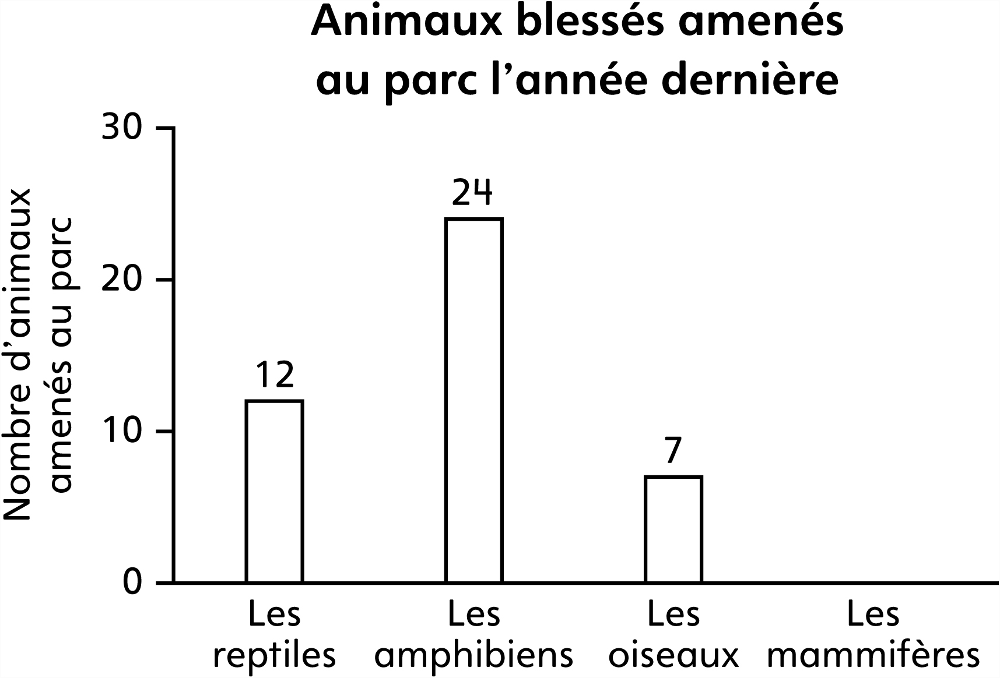 Animaux blessés amenés
au parc l'année dernière
Nombre d'animaux
amenés au parc
30
20
10
0
12
24
7
Les
reptiles
Les
amphibiens
Les
oiseaux
Les
mammifères